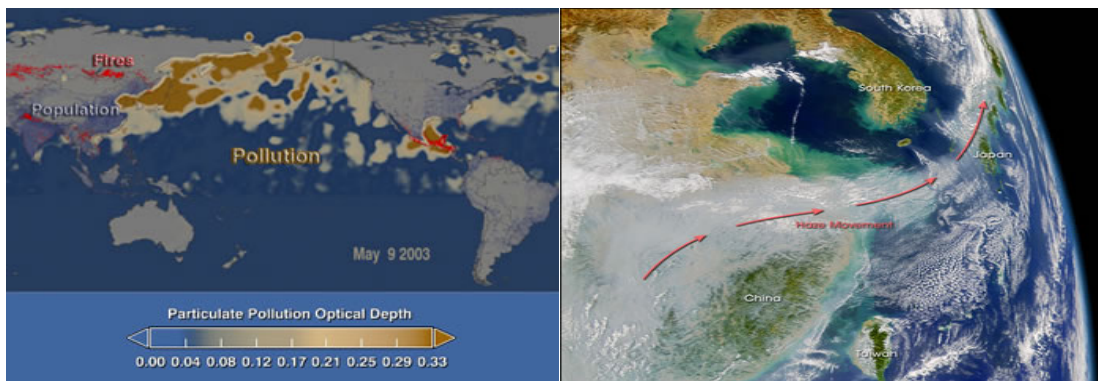 Fires
Population
Pollution
May 9 2003
Particulate Pollution Optical Depth
0.00 0.04 0.08 0.12 0.17 0.21 0.25 0.29 0.33
South Korea
Japan
Haze Movement
China
Taiwan